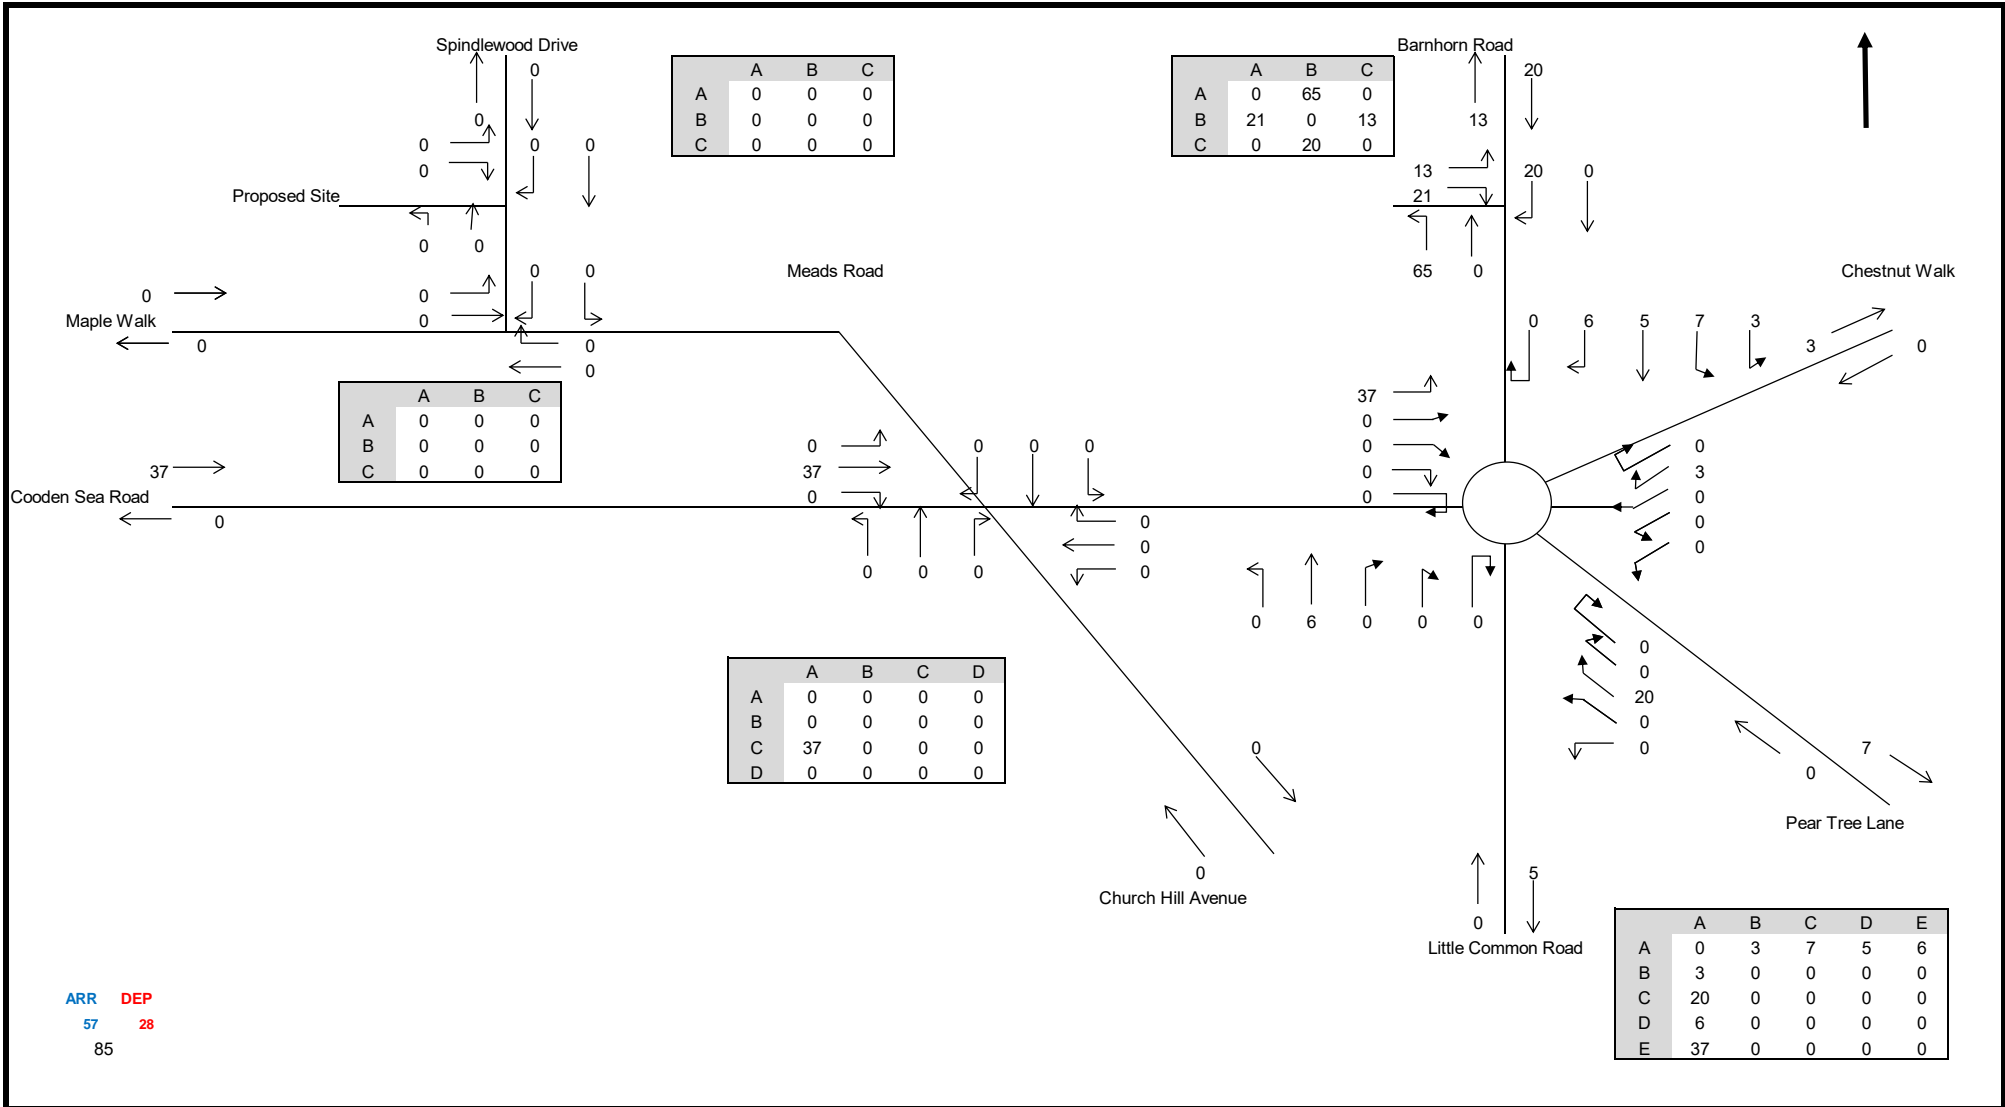 Spindlewood Drive Barnhorn Road
A B C
A 0 0 0
B 0 0 0
C 0 0 0
A B C
A 0 65 0
B 21 0 13
C 0 20 0
0
0
0 0 0
0
Proposed Site
0 0
20
13
13 20 0
21
65 0
Meads Road
Chestnut Walk
0 0
0
0
0
Maple Walk
0
0
0
0 6 5 7 3
3 0
A B C
A 0 0 0
B 0 0 0
C 0 0 0
37
Cooden Sea Road
0
0 0 0 0
37
0
0
0
0
0 0 0
37
0
0
0
0
0
3
0
0
0
0 6 0 0 0
0
0
20
0
0
A B C D
A 0 0 0 0
B 0 0 0 0
C 37 0 0 0
D 0 0 0 0
0
0
Church Hill Avenue
7
0
Pear Tree Lane
5
0
Little Common Road
A B C D E
A 0 3 7 5 6
B 3 0 0 0 0
C 20 0 0 0 0
D 6 0 0 0 0
E 37 0 0 0 0
ARR DEP
57 28
85